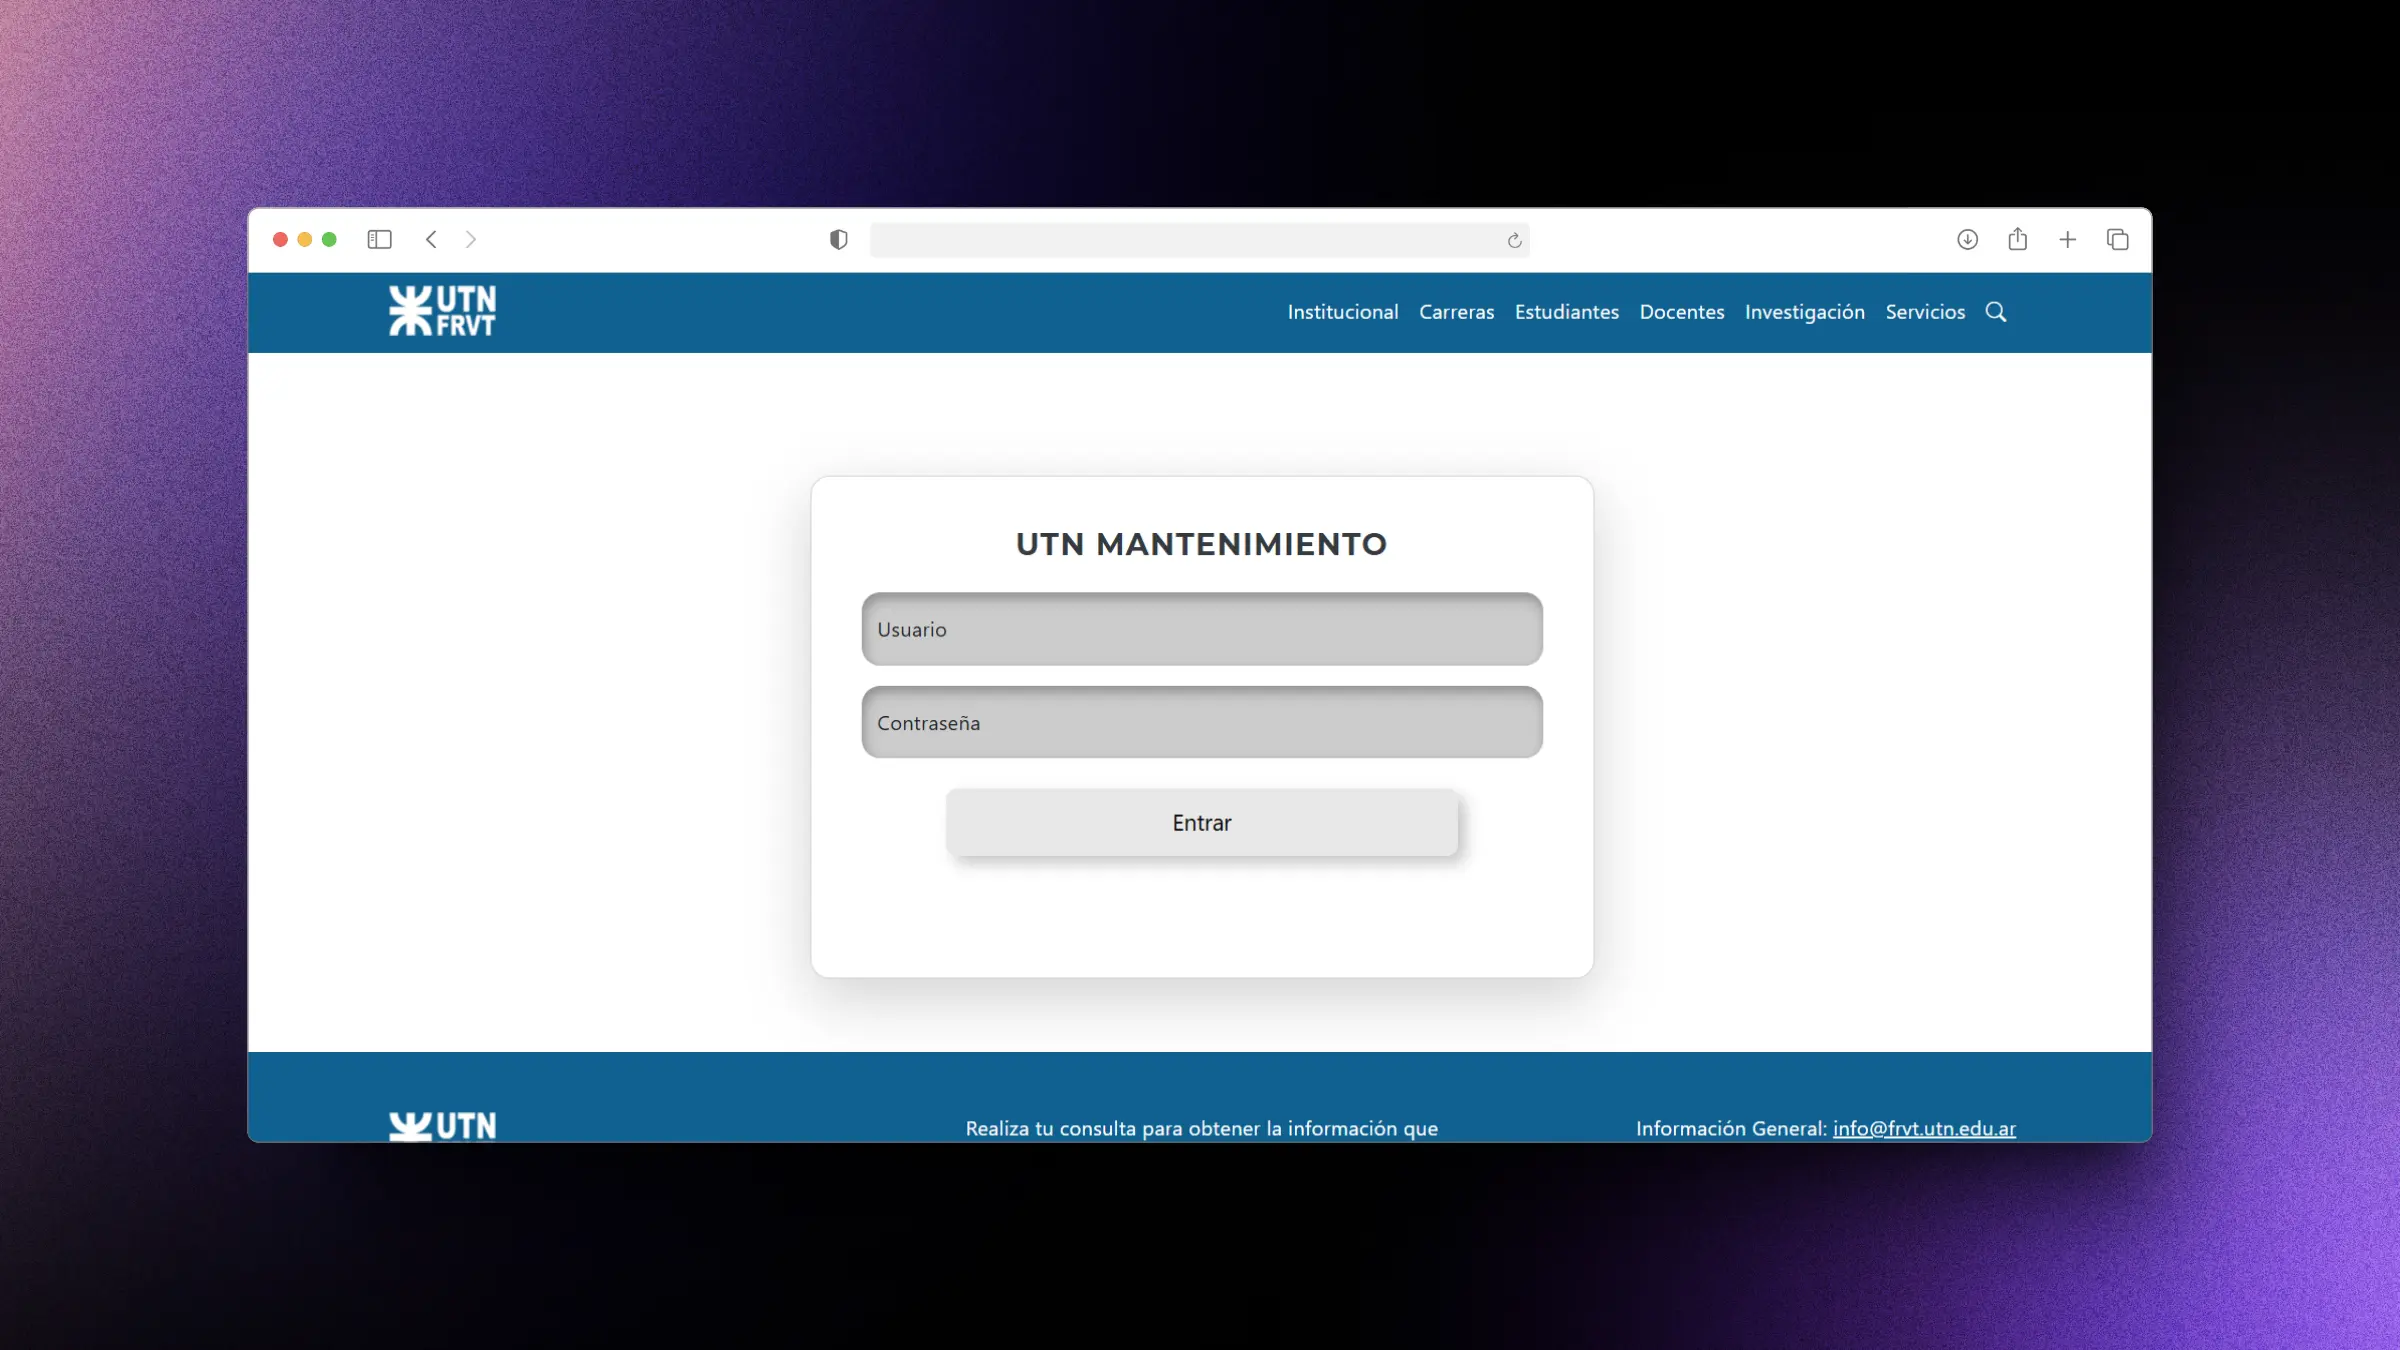 UTN
FRVT
Institucional Carreras Estudiantes Docentes Investigación Servicios
UTN MANTENIMIENTO
Usuario
Contraseña
Entrar
UTN
Realiza tu consulta para obtener la información que
Información General: info@frvt.utn.edu.ar